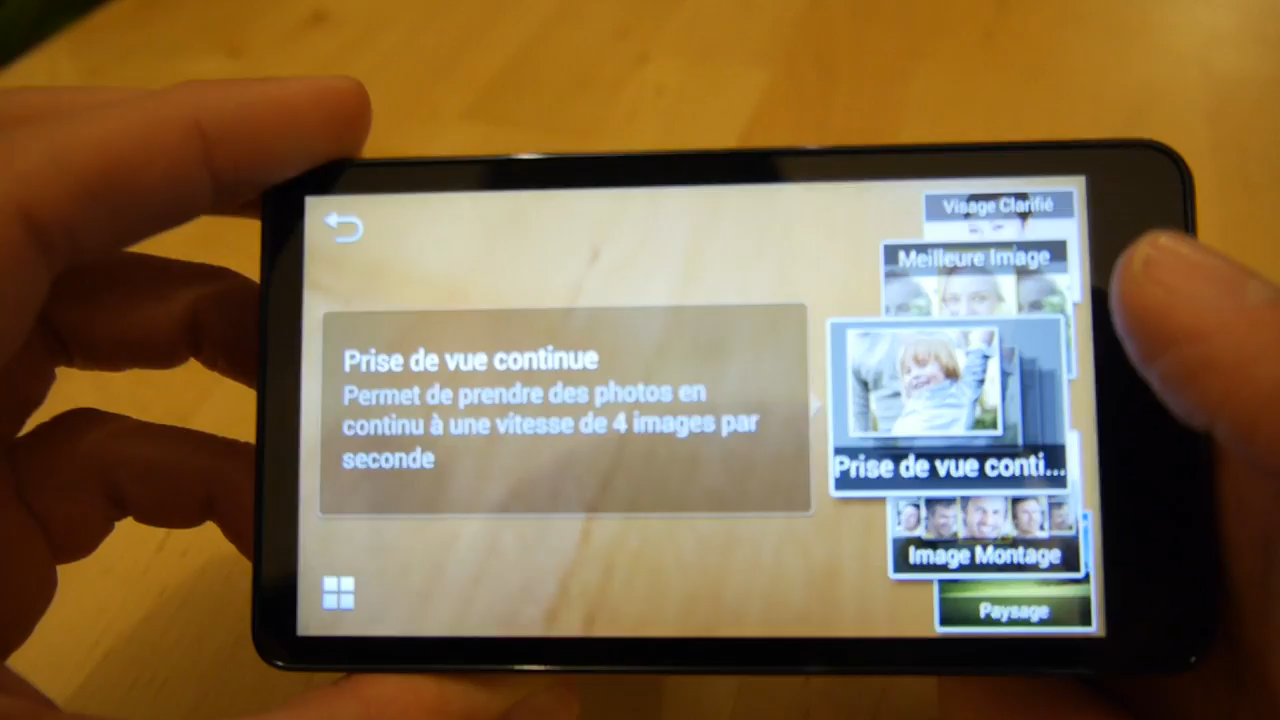 Visage Clarifié
Meilleure Image
Prise de vue continue
Permet de prendre des photos en
continu à une vitesse de 4 images par
seconde
Prise de vue conti...
Image Montage
Paysage